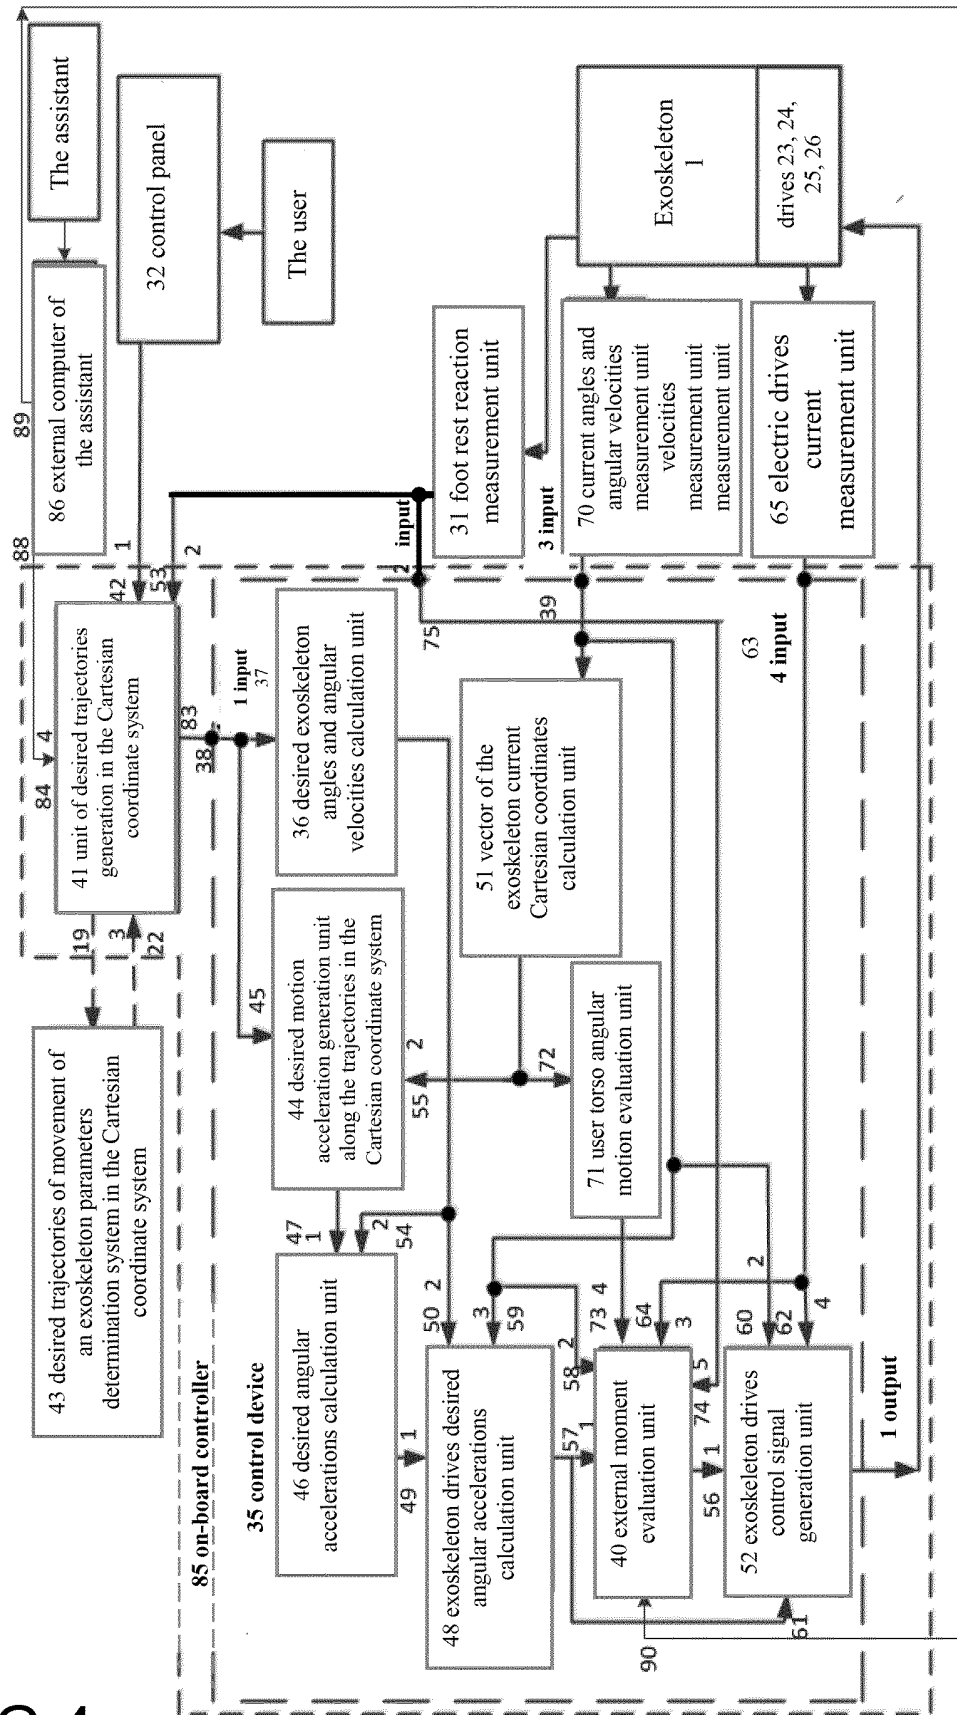 The assistant
32 control panel
The user
86 external computer of
the assistant
89
88
Exoskeleton
1
drives 23, 24,
25, 26
31 foot rest reaction
measurement unit
70 current angles and
angular velocities
measurement unit
velocities
measurement unit
measurement unit
65 electric drives
current
measurement unit
1
2
42
53
input
2
3 input
39
75
63
4 input
4
84
41 unit of desired trajectories
generation in the Cartesian
coordinate system
83
38
1 input
37
36 desired exoskeleton
angles and angular
velocities calculation unit
51 vector of the
exoskeleton current
Cartesian coordinates
calculation unit
19
3
22
43 desired trajectories of movement of
an exoskeleton parameters
determination system in the Cartesian
coordinate system
45
44 desired motion
acceleration generation unit
along the trajectories in the
Cartesian coordinate system
55
2
72
71 user torso angular
motion evaluation unit
47
1
2
54
46 desired angular
accelerations calculation unit
50
2
3
59
48 exoskeleton drives desired
angular accelerations
calculation unit
49
1
58
2
73
4
64
3
57
1
40 external moment
evaluation unit
74
5
60
2
62
4
56
1
52 exoskeleton drives
control signal
generation unit
61
90
1 output
85 on-board controller
35 control device